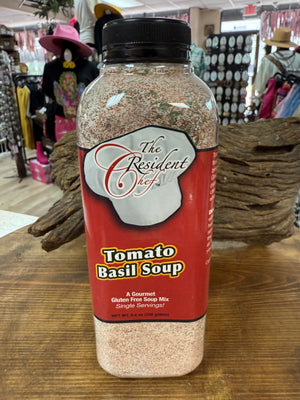 The
Resident
Chef
Tomato
Basil Soup
A Gourmet
Gluten Free Soup Mix
Single Servings!